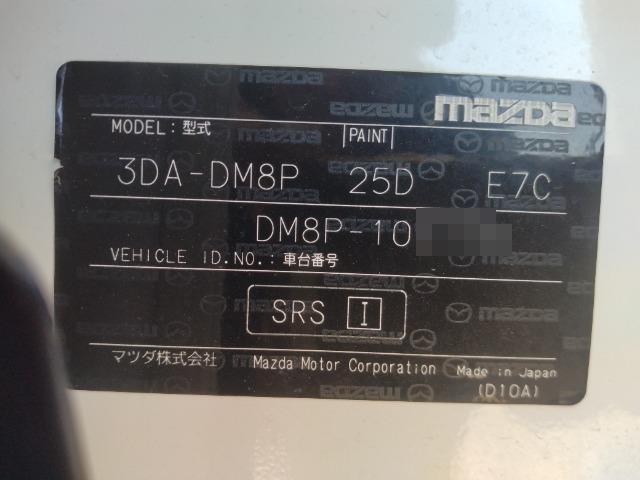 mazda
MODEL: 型式 PAINT
3DA-DM8P 25D E7C
DM8P-10
VEHICLE ID.NO.: 車台番号
SRS I
マツダ株式会社 Mazda Motor Corporation Made in Japan
(D10A)